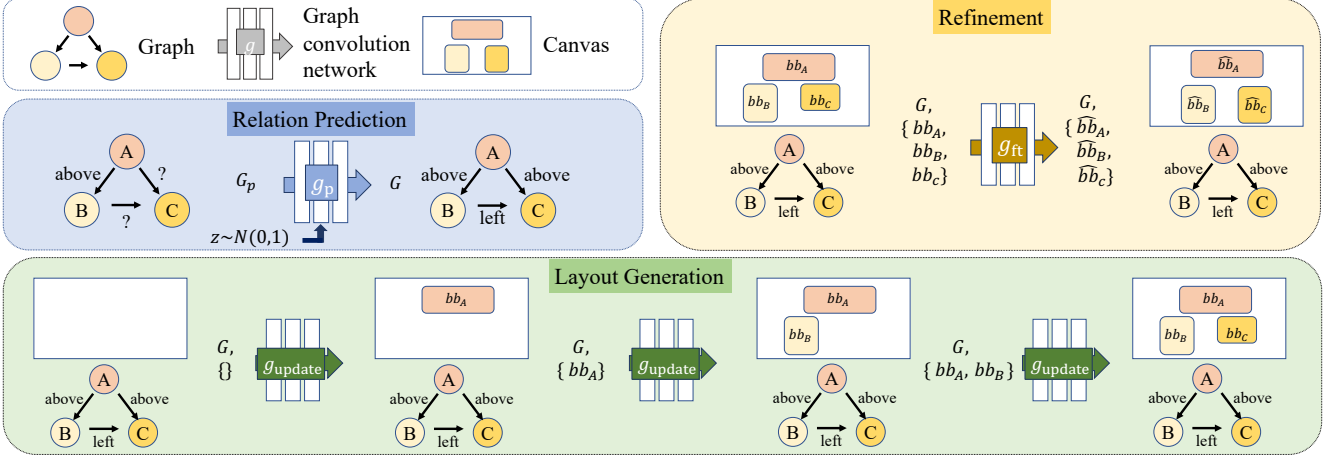 Graph
g
Graph
convolution
network
Canvas
Relation Prediction
A
above
?
B
?
C
G_p
g_p
z~N(0,1)
G
A
above
above
B
left
C
Refinement
bb_A
bb_B
bb_C
A
above
above
B
left
C
G,
{ bb_A,
bb_B,
bb_c}
g_ft
G,
{b̂b_A,
b̂b_B,
b̂b_c}
b̂b_A
b̂b_B
b̂b_C
A
above
above
B
left
C
Layout Generation
A
above
above
B
left
C
G,
{}
g_update
bb_A
A
above
above
B
left
C
G,
{ bb_A}
g_update
bb_A
bb_B
A
above
above
B
left
C
G,
{ bb_A, bb_B}
g_update
bb_A
bb_B
bb_C
A
above
above
B
left
C